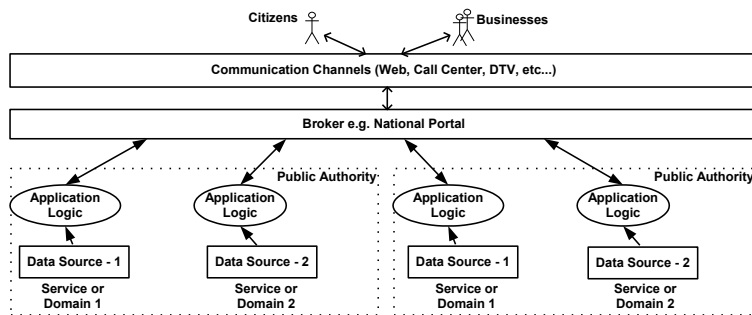 Citizens
Businesses
Communication Channels (Web, Call Center, DTV, etc...)
Broker e.g. National Portal
Public Authority
Public Authority
Application
Logic
Application
Logic
Application
Logic
Application
Logic
Data Source - 1
Data Source - 2
Data Source - 1
Data Source - 2
Service or
Domain 1
Service or
Domain 2
Service or
Domain 1
Service or
Domain 2